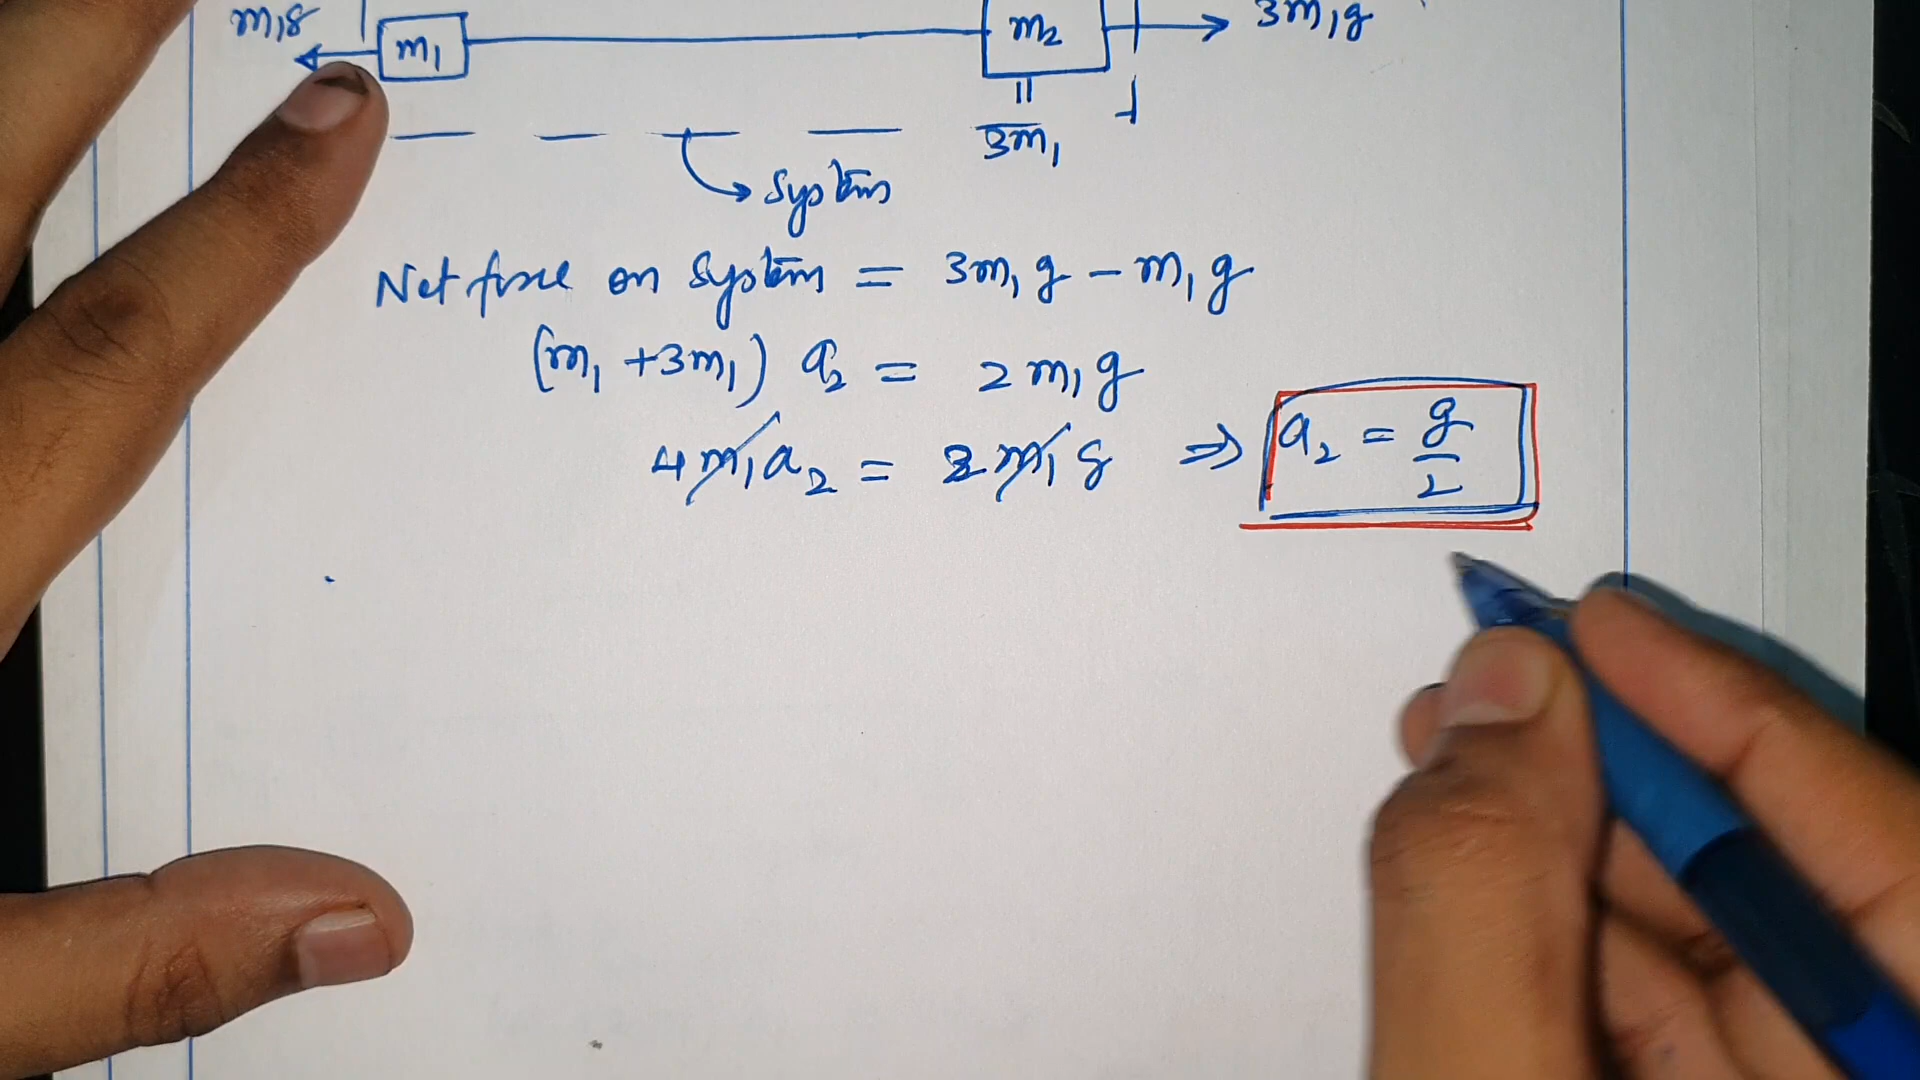 m₁g m₁ m₂ 3m₁g
॥
3m₁
System
Net force on System = 3m₁g - m₁g
(m₁ + 3m₁) a₂ = 2m₁g
4m₁a₂ = 2m₁g ⇒ a₂ = g/2